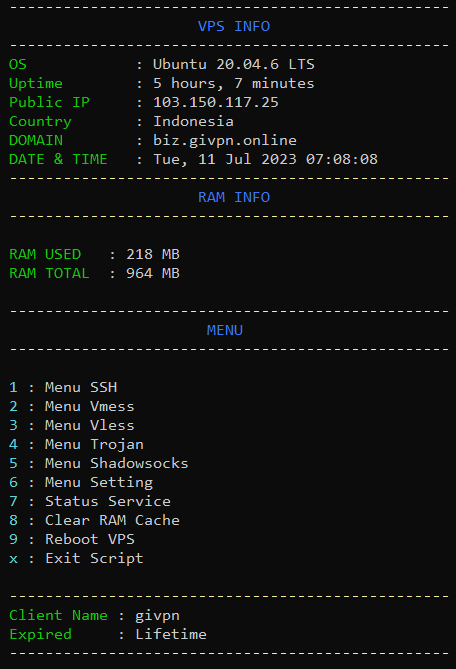 -------------------------------------------------
VPS INFO
-------------------------------------------------
OS : Ubuntu 20.04.6 LTS
Uptime : 5 hours, 7 minutes
Public IP : 103.150.117.25
Country : Indonesia
DOMAIN : biz.givpn.online
DATE & TIME : Tue, 11 Jul 2023 07:08:08
-------------------------------------------------
RAM INFO
-------------------------------------------------
RAM USED : 218 MB
RAM TOTAL : 964 MB
-------------------------------------------------
MENU
-------------------------------------------------
1 : Menu SSH
2 : Menu Vmess
3 : Menu Vless
4 : Menu Trojan
5 : Menu Shadowsocks
6 : Menu Setting
7 : Status Service
8 : Clear RAM Cache
9 : Reboot VPS
x : Exit Script
-------------------------------------------------
Client Name : givpn
Expired : Lifetime
-------------------------------------------------